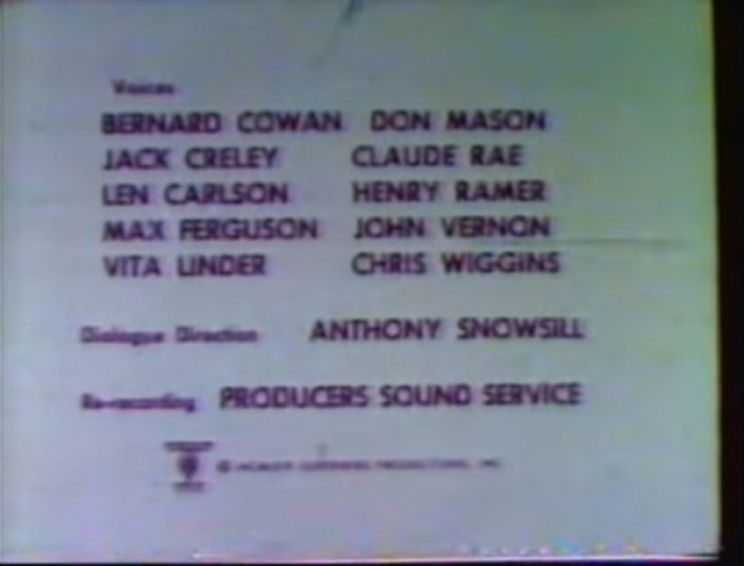 Voices
BERNARD COWAN DON MASON
JACK CRELEY CLAUDE RAE
LEN CARLSON HENRY RAMER
MAX FERGUSON JOHN VERNON
VITA LINDER CHRIS WIGGINS
Dialogue Direction ANTHONY SNOWSILL
Re-recording PRODUCERS SOUND SERVICE
©